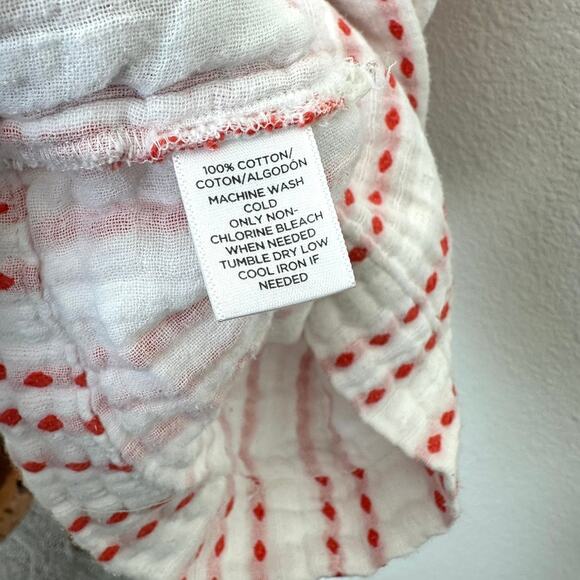 100% COTTON/
COTON/ALGODÓN
MACHINE WASH
COLD
ONLY NON-
CHLORINE BLEACH
WHEN NEEDED
TUMBLE DRY LOW
COOL IRON IF
NEEDED